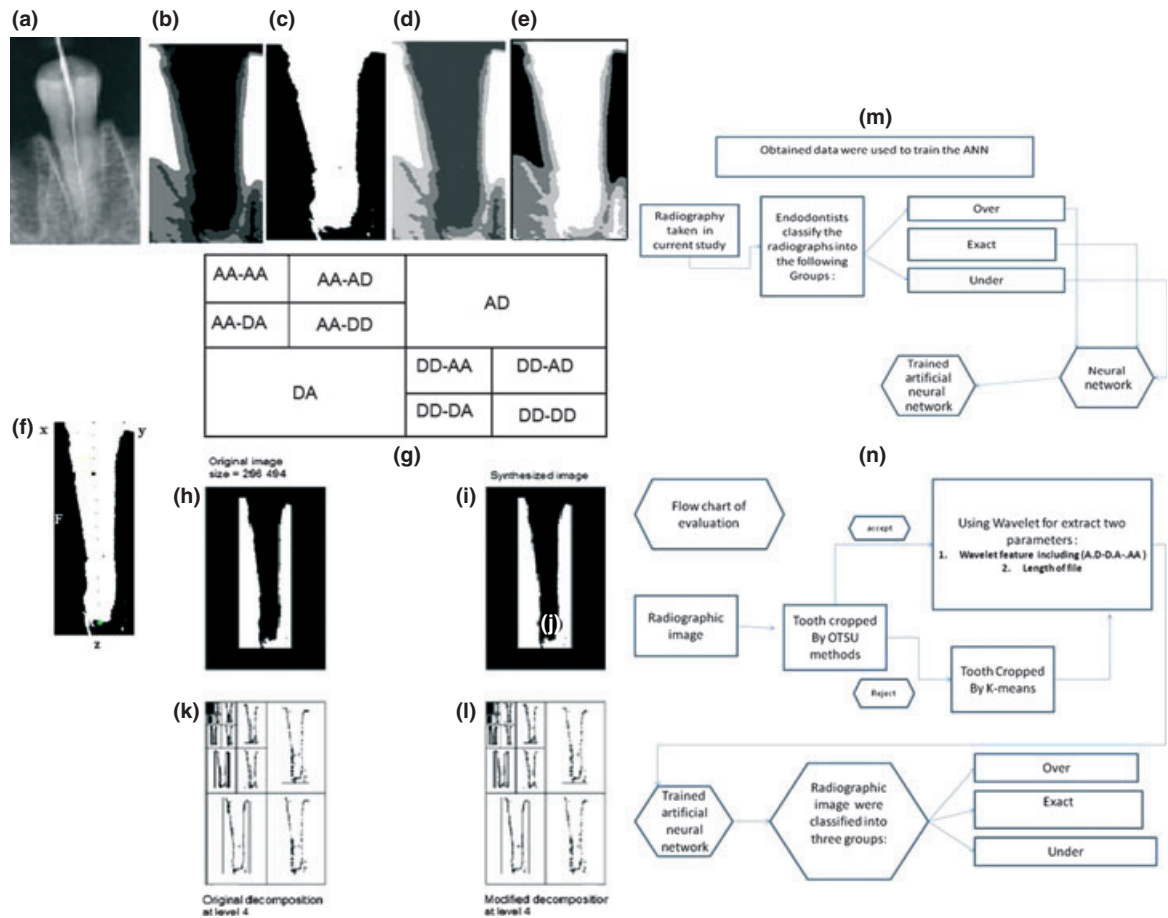 (a)
(b)
(c)
(d)
(e)
AA-AA
AA-AD
AD
AA-DA
AA-DD
DA
DD-AA
DD-AD
DD-DA
DD-DD
(f)
x
y
F
z
(g)
Original image
size = 296 494
(h)
Synthesized image
(i)
(j)
(k)
Original decomposition
at level 4
(l)
Modified decomposition
at level 4
(m)
Obtained data were used to train the ANN
Radiography
taken in
current study
Endodontists
classify the
radiographs into
the following
Groups :
Over
Exact
Under
Trained
artificial
neural
network
Neural
network
(n)
Flow chart of
evaluation
accept
Using Wavelet for extract two
parameters :
1. Wavelet feature including (A.D-D.A-.AA )
2. Length of file
Radiographic
image
Tooth cropped
By OTSU
methods
Reject
Tooth Cropped
By K-means
Trained
artificial
neural
network
Radiographic
image were
classified into
three groups:
Over
Exact
Under